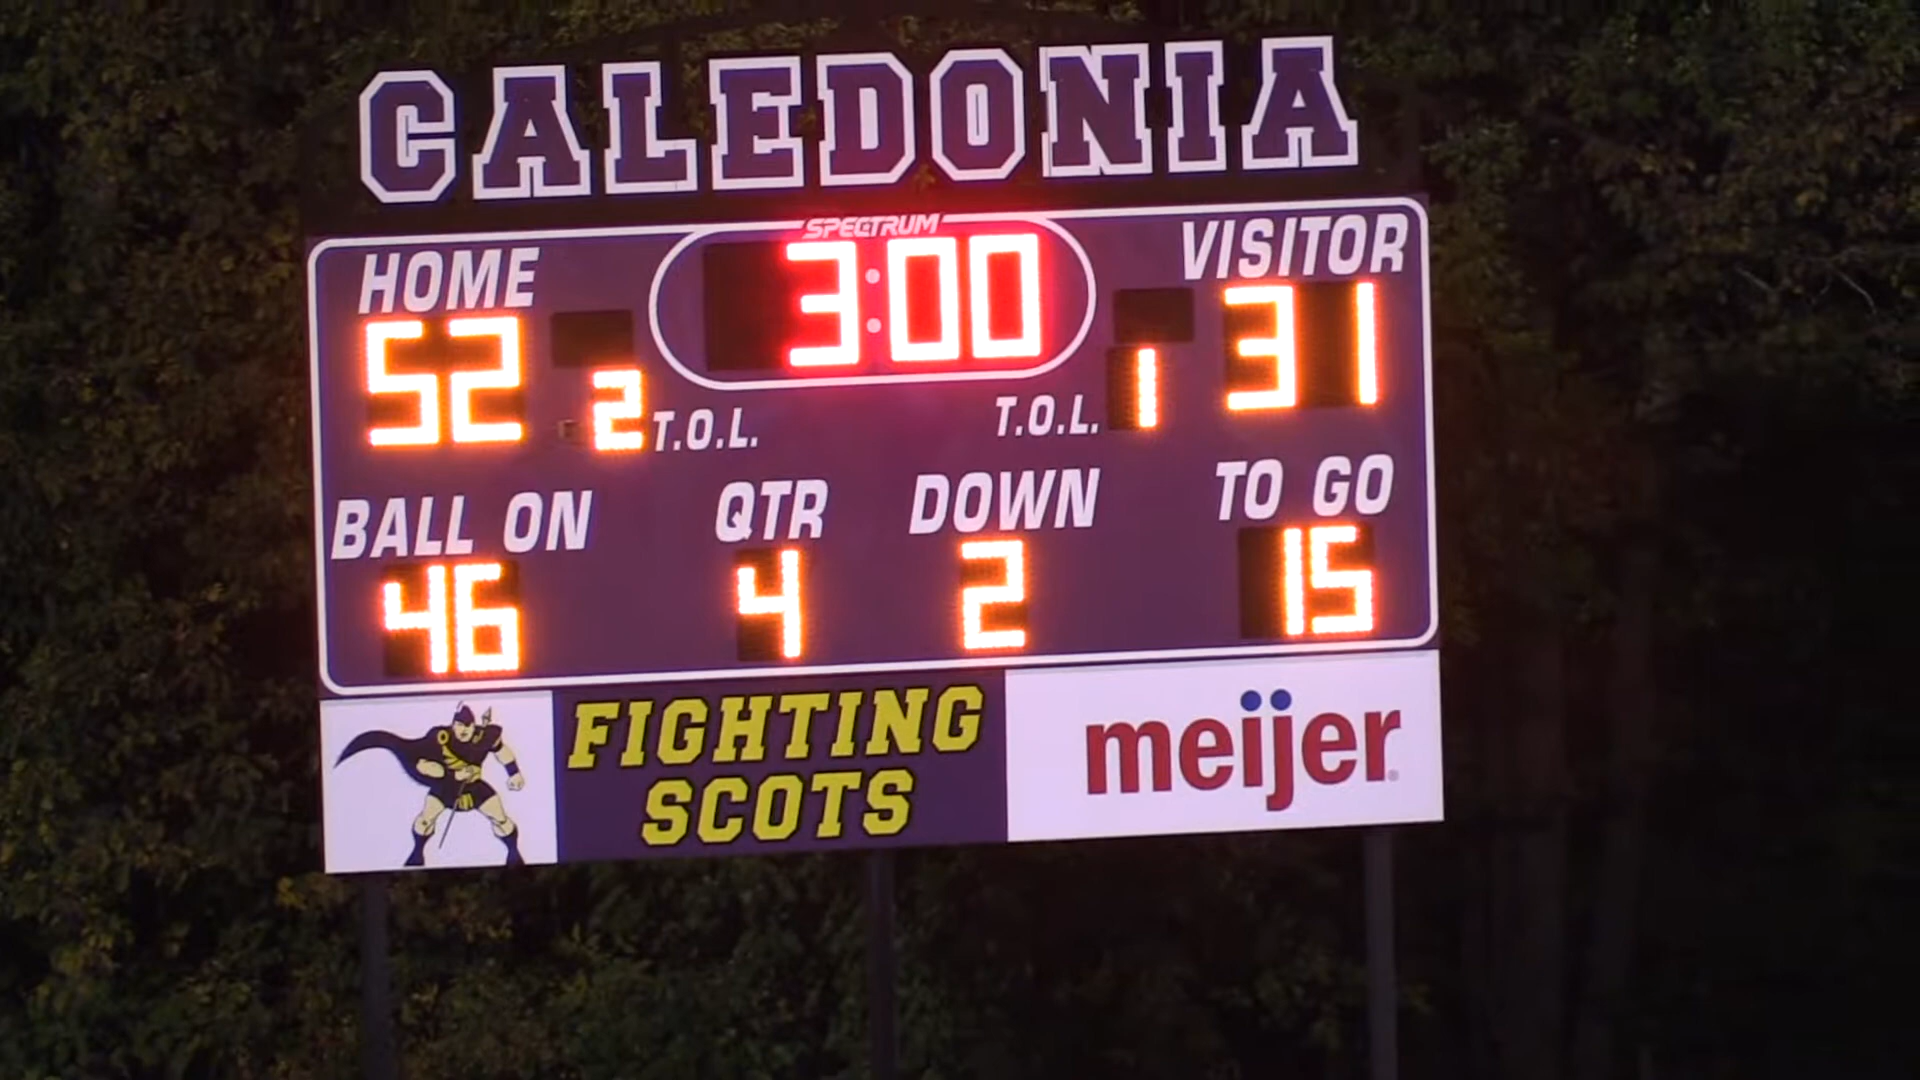 CALEDONIA
SPECTRUM
HOME 3:00 VISITOR
52 2 T.O.L. T.O.L. 1 31
BALL ON QTR DOWN TO GO
46 4 2 15
FIGHTING
SCOTS
meijer